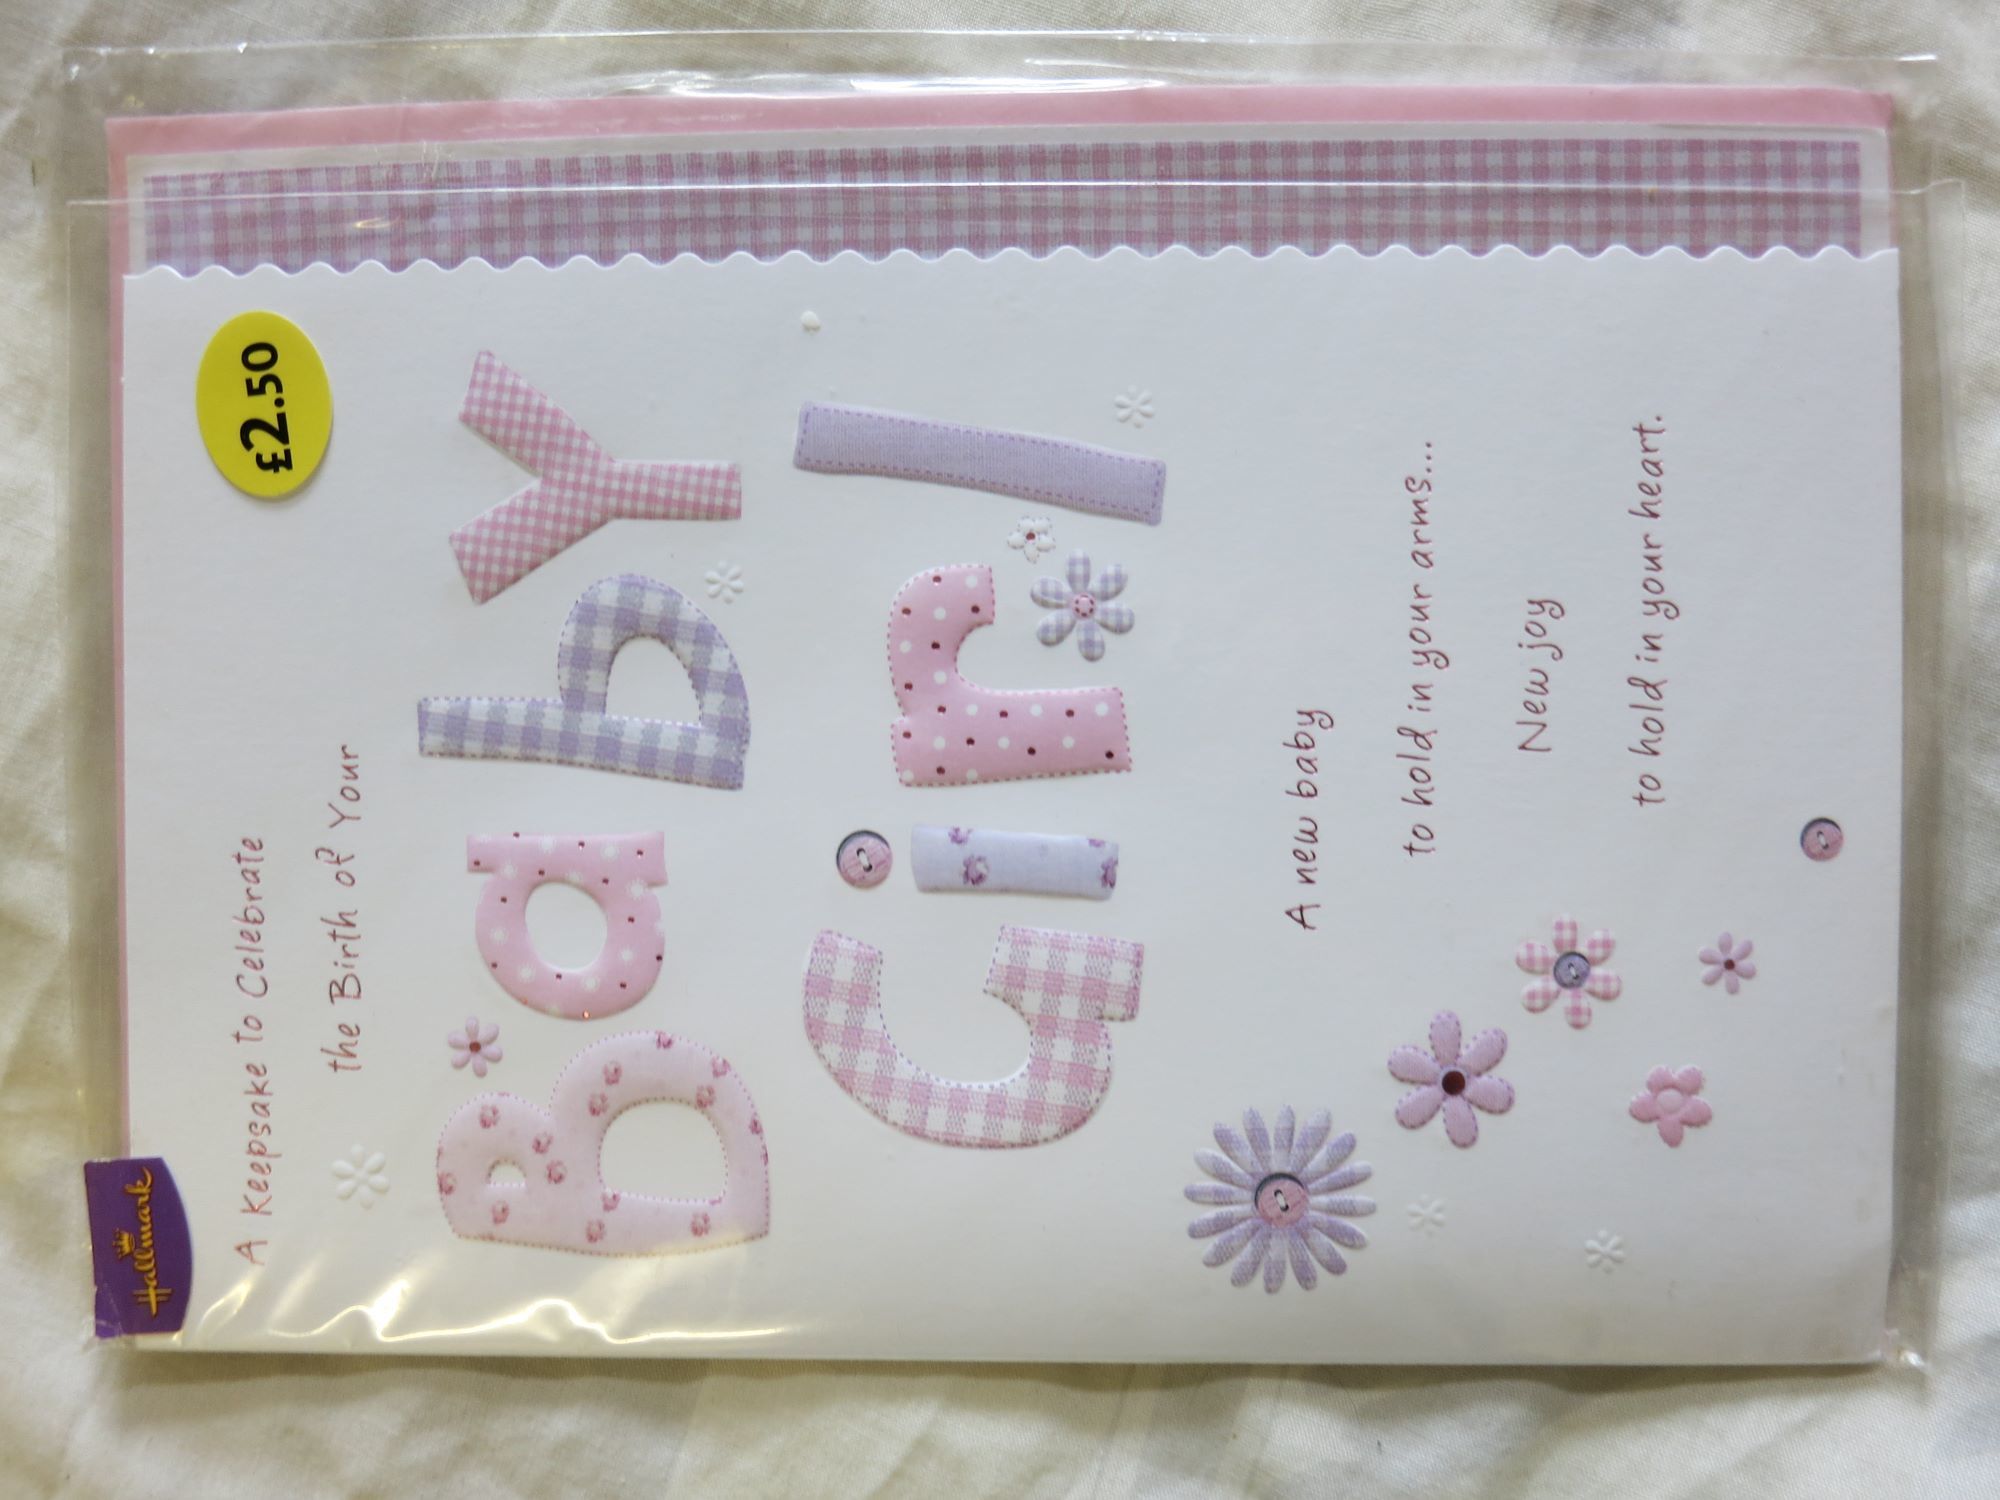 Hallmark
£2.50
A Keepsake to Celebrate
the Birth of Your
Baby
Girl
A new baby
to hold in your arms...
New joy
to hold in your heart.